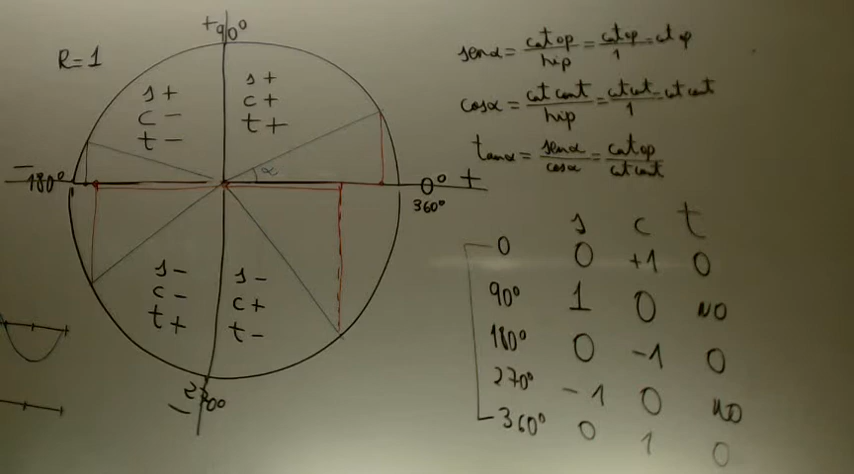 +90°
R=1
s +
c −
t −
s +
c +
t +
α
−
180°
0°
+
360°
s −
c −
t +
s −
c +
t −
270°
−
senα = cat op / hip = cat op / 1 = cat op
cosα = cat cont / hip = cat cont / 1 = cat cont
tanα = senα / cosα = cat op / cat cont
s c t
0 0 +1 0
90° 1 0 NO
180° 0 −1 0
270° −1 0 NO
360° 0 1 0